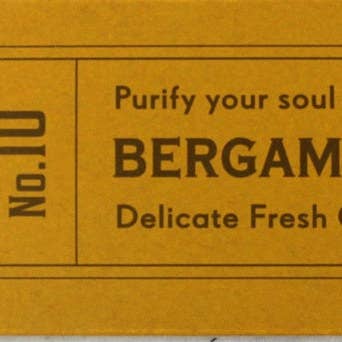 No.10
Purify your soul
BERGAM
Delicate Fresh